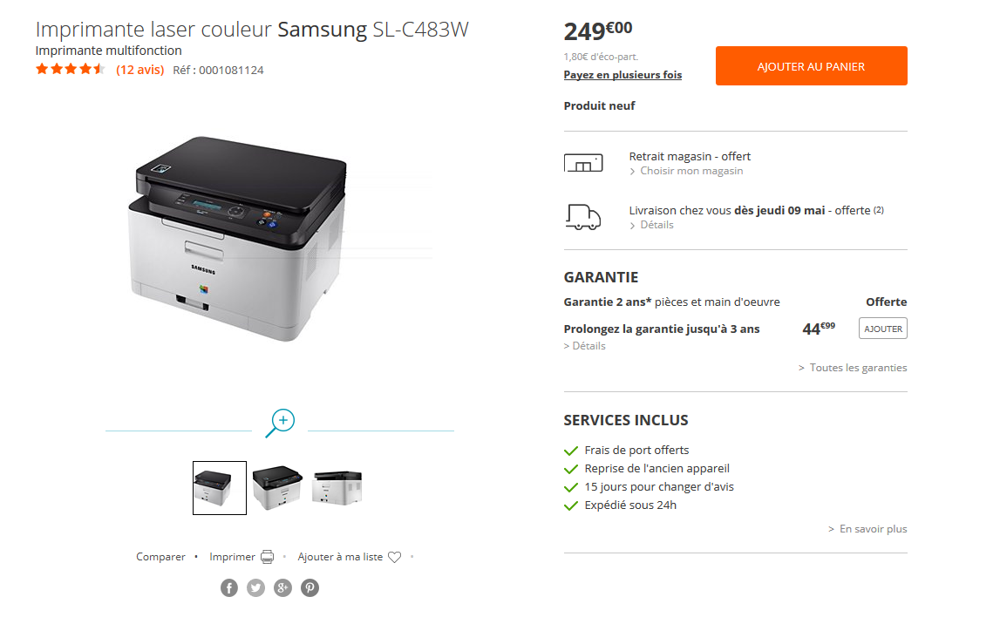 Imprimante laser couleur Samsung SL-C483W
Imprimante multifonction
(12 avis) Réf : 0001081124
SAMSUNG
Comparer • Imprimer • Ajouter à ma liste •
249€00
1,80€ d'éco-part.
Payez en plusieurs fois
AJOUTER AU PANIER
Produit neuf
Retrait magasin - offert
> Choisir mon magasin
Livraison chez vous dès jeudi 09 mai - offerte (2)
> Détails
GARANTIE
Garantie 2 ans* pièces et main d'oeuvre Offerte
Prolongez la garantie jusqu'à 3 ans 44€99 AJOUTER
> Détails
> Toutes les garanties
SERVICES INCLUS
Frais de port offerts
Reprise de l'ancien appareil
15 jours pour changer d'avis
Expédié sous 24h
> En savoir plus